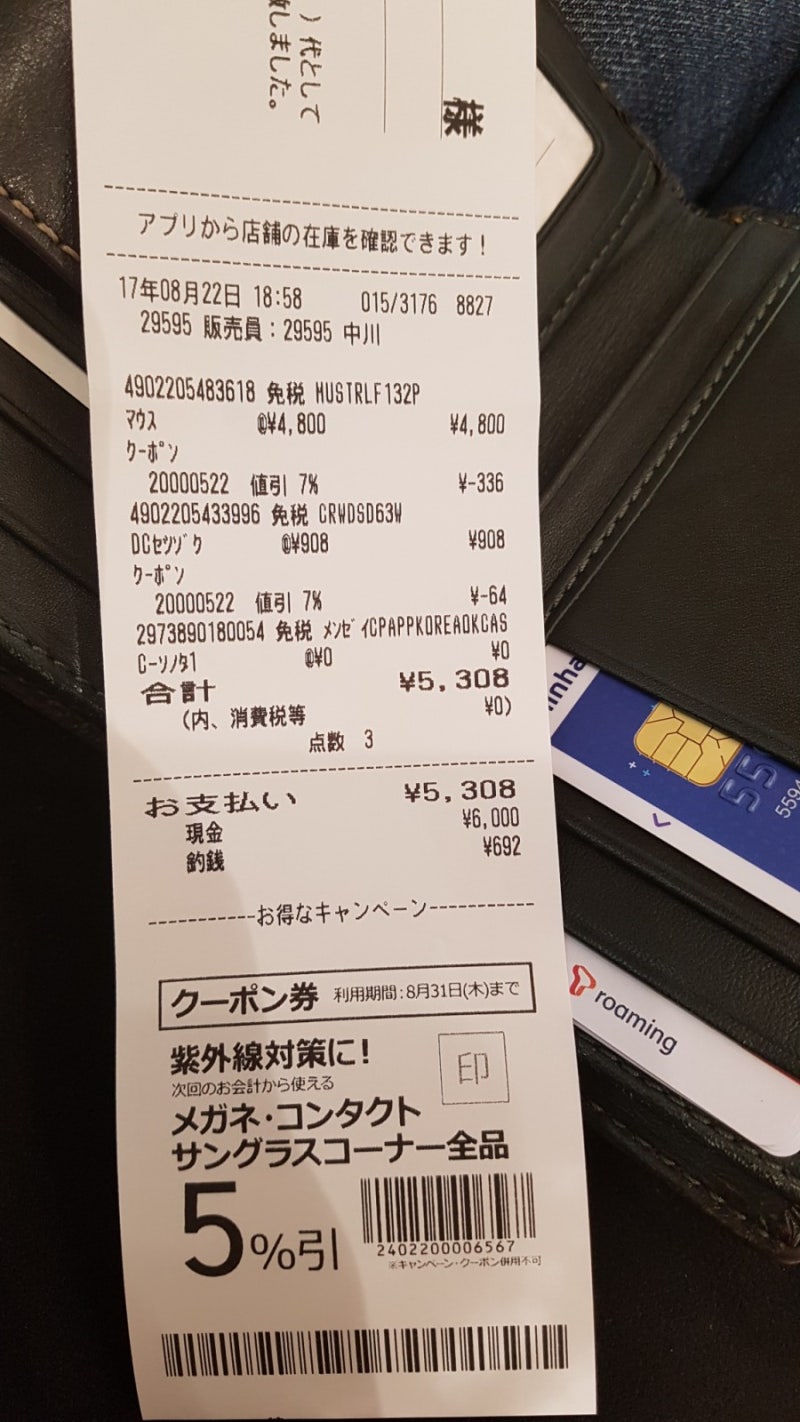 ）代として
致しました。
様
アプリから店舗の在庫を確認できます！
17年08月22日 18:58 015/3176 8827
29595 販売員：29595 中川
4902205483618 免税 MUSTRLF132P
ﾏｳｽ @¥4,800 ¥4,800
ｸｰﾎﾟﾝ
20000522 値引 7% ¥-336
4902205433996 免税 CRWDSD63W
DCｾﾂｿﾞｸ @¥908 ¥908
ｸｰﾎﾟﾝ
20000522 値引 7% ¥-64
2973890180054 免税 ﾒﾝｾﾞｲCPAPPKOREAOKCAS
C-ｿﾉﾀ1 @¥0 ¥0
合計 ¥5,308
（内、消費税等 ¥0）
点数 3
お支払い ¥5,308
現金 ¥6,000
釣銭 ¥692
お得なキャンペーン
クーポン券 利用期間：8月31日(木)まで
紫外線対策に！
次回のお会計から使える
印
メガネ・コンタクト
サングラスコーナー全品
5%引
2402200006567
※キャンペーン・クーポン併用不可
inha
55
559
roaming